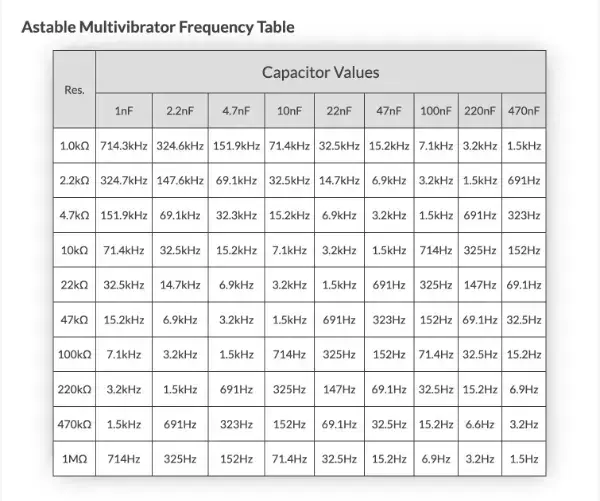 Astable Multivibrator Frequency Table
Res. Capacitor Values
1nF 2.2nF 4.7nF 10nF 22nF 47nF 100nF 220nF 470nF
1.0kΩ 714.3kHz 324.6kHz 151.9kHz 71.4kHz 32.5kHz 15.2kHz 7.1kHz 3.2kHz 1.5kHz
2.2kΩ 324.7kHz 147.6kHz 69.1kHz 32.5kHz 14.7kHz 6.9kHz 3.2kHz 1.5kHz 691Hz
4.7kΩ 151.9kHz 69.1kHz 32.3kHz 15.2kHz 6.9kHz 3.2kHz 1.5kHz 691Hz 323Hz
10kΩ 71.4kHz 32.5kHz 15.2kHz 7.1kHz 3.2kHz 1.5kHz 714Hz 325Hz 152Hz
22kΩ 32.5kHz 14.7kHz 6.9kHz 3.2kHz 1.5kHz 691Hz 325Hz 147Hz 69.1Hz
47kΩ 15.2kHz 6.9kHz 3.2kHz 1.5kHz 691Hz 323Hz 152Hz 69.1Hz 32.5Hz
100kΩ 7.1kHz 3.2kHz 1.5kHz 714Hz 325Hz 152Hz 71.4Hz 32.5Hz 15.2Hz
220kΩ 3.2kHz 1.5kHz 691Hz 325Hz 147Hz 69.1Hz 32.5Hz 15.2Hz 6.9Hz
470kΩ 1.5kHz 691Hz 323Hz 152Hz 69.1Hz 32.5Hz 15.2Hz 6.6Hz 3.2Hz
1MΩ 714Hz 325Hz 152Hz 71.4Hz 32.5Hz 15.2Hz 6.9Hz 3.2Hz 1.5Hz